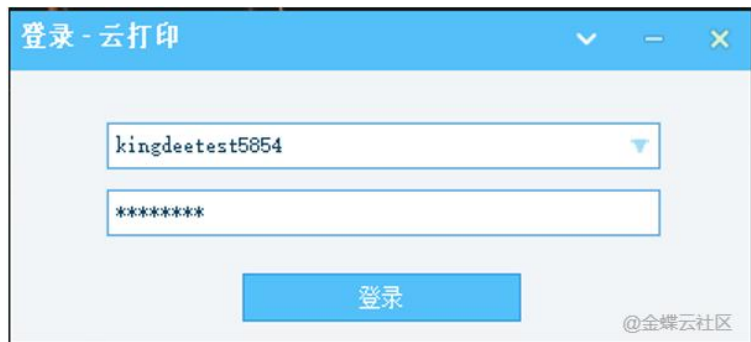 登录 - 云打印
kingdeetest5854
********
登录
@金蝶云社区